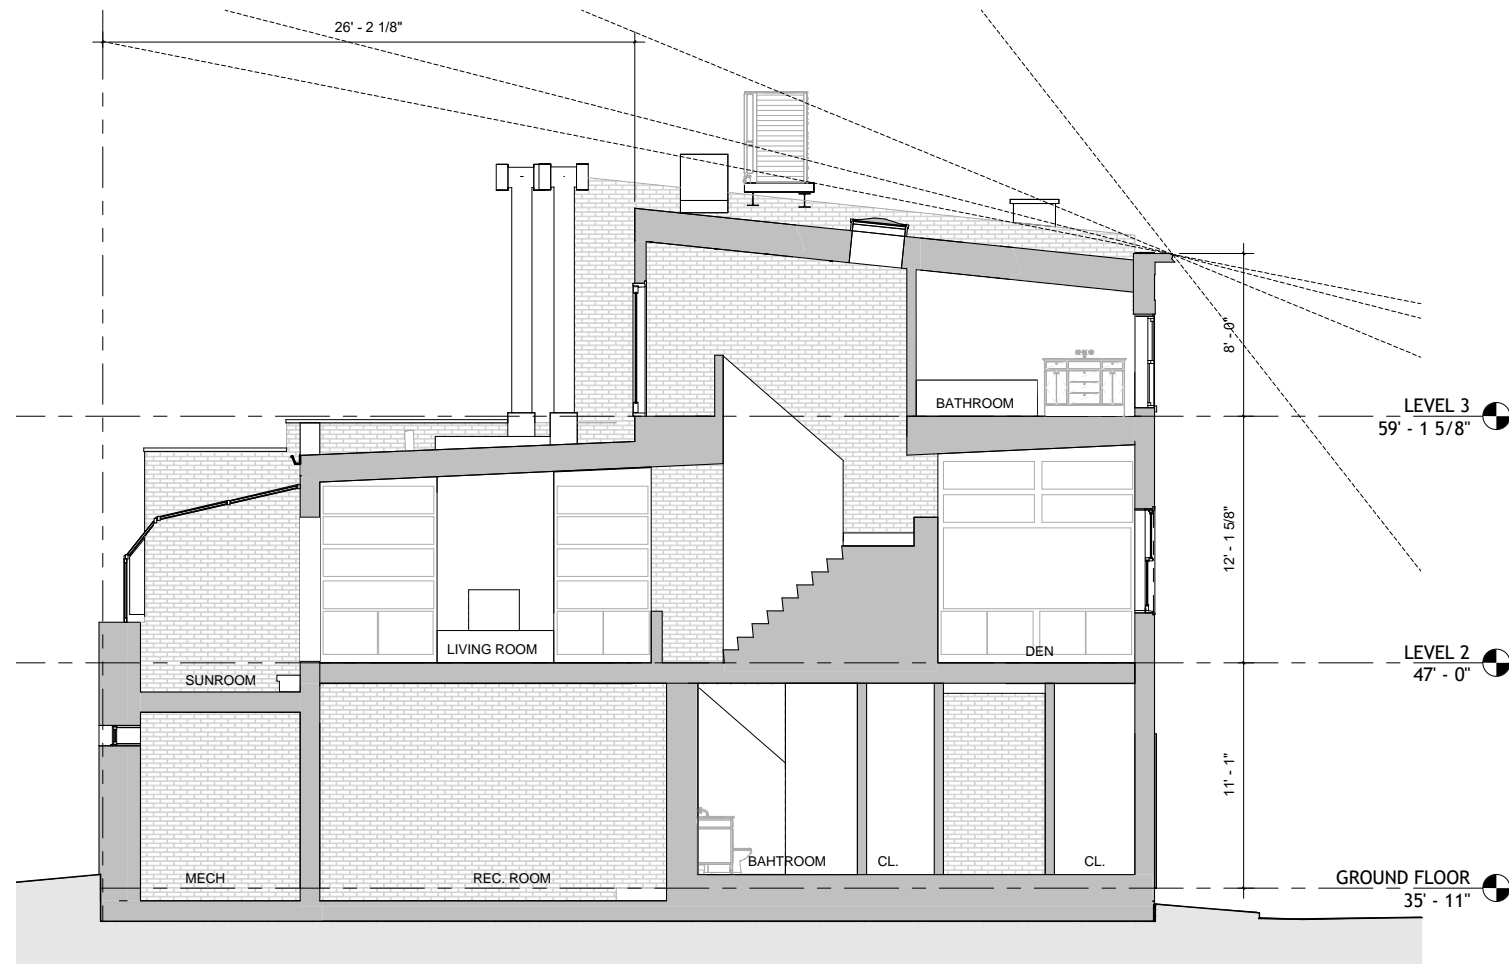 26' - 2 1/8"
8' - 0"
BATHROOM
LEVEL 3
59' - 1 5/8"
12' - 1 5/8"
LIVING ROOM
DEN
LEVEL 2
47' - 0"
SUNROOM
11' - 1"
MECH
REC. ROOM
BAHTROOM
CL.
CL.
GROUND FLOOR
35' - 11"